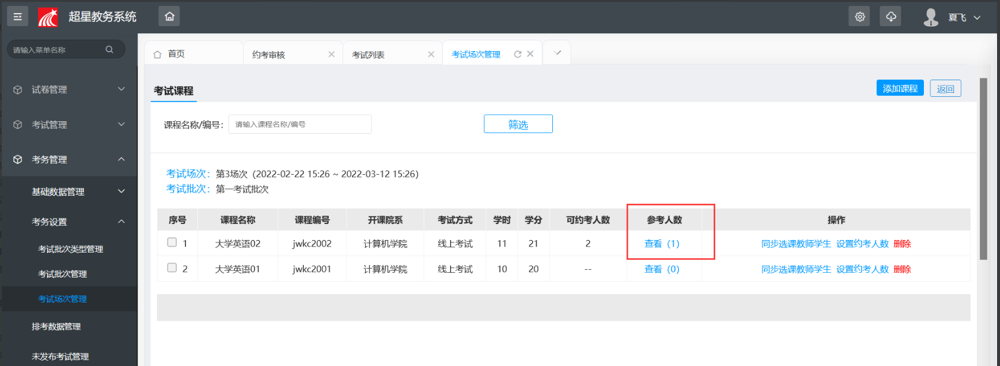 超星教务系统
夏飞
请输入菜单名称
首页
约考审核
考试列表
考试场次管理
试卷管理
考试管理
考务管理
基础数据管理
考务设置
考试批次类型管理
考试批次管理
考试场次管理
排考数据管理
未发布考试管理
考试课程
添加课程
返回
课程名称/编号：
请输入课程名称/编号
筛选
考试场次：第3场次（2022-02-22 15:26 ~ 2022-03-12 15:26)
考试批次：第一考试批次
序号 课程名称 课程编号 开课院系 考试方式 学时 学分 可约考人数 参考人数 操作
1 大学英语02 jwkc2002 计算机学院 线上考试 11 21 2 查看（1） 同步选课教师学生 设置约考人数 删除
2 大学英语01 jwkc2001 计算机学院 线上考试 10 20 -- 查看（0） 同步选课教师学生 设置约考人数 删除